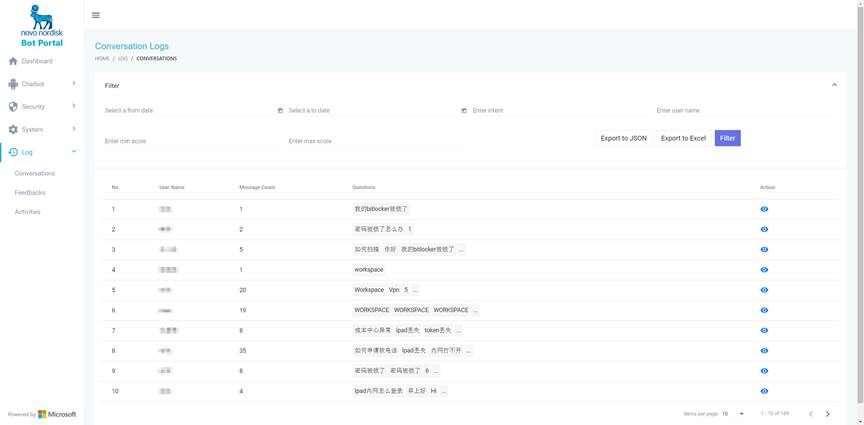 novo nordisk
Bot Portal
Dashboard
Chatbot
Security
System
Log
Conversations
Feedbacks
Activities
Powered by Microsoft
Conversation Logs
HOME / LOG / CONVERSATIONS
Filter
Select a from date Select a to date Enter intent Enter user name
Enter min score Enter max score Export to JSON Export to Excel Filter
No. User Name Message Count Questions Action
1 1 我的bitlocker被锁了
2 2 密码被锁了怎么办 1
3 5 如何扫描 你好 我的bitlocker被锁了 ...
4 1 workspace
5 20 Workspace Vpn 5 ...
6 19 WORKSPACE WORKSPACE WORKSPACE ...
7 8 成本中心异常 ipad丢失 token丢失 ...
8 35 如何申请软电话 Ipad丢失 内网打不开 ...
9 8 密码被锁了 密码被锁了 6 ...
10 4 Ipad内网怎么登录 早上好 Hi ...
Items per page: 10 1 - 10 of 169